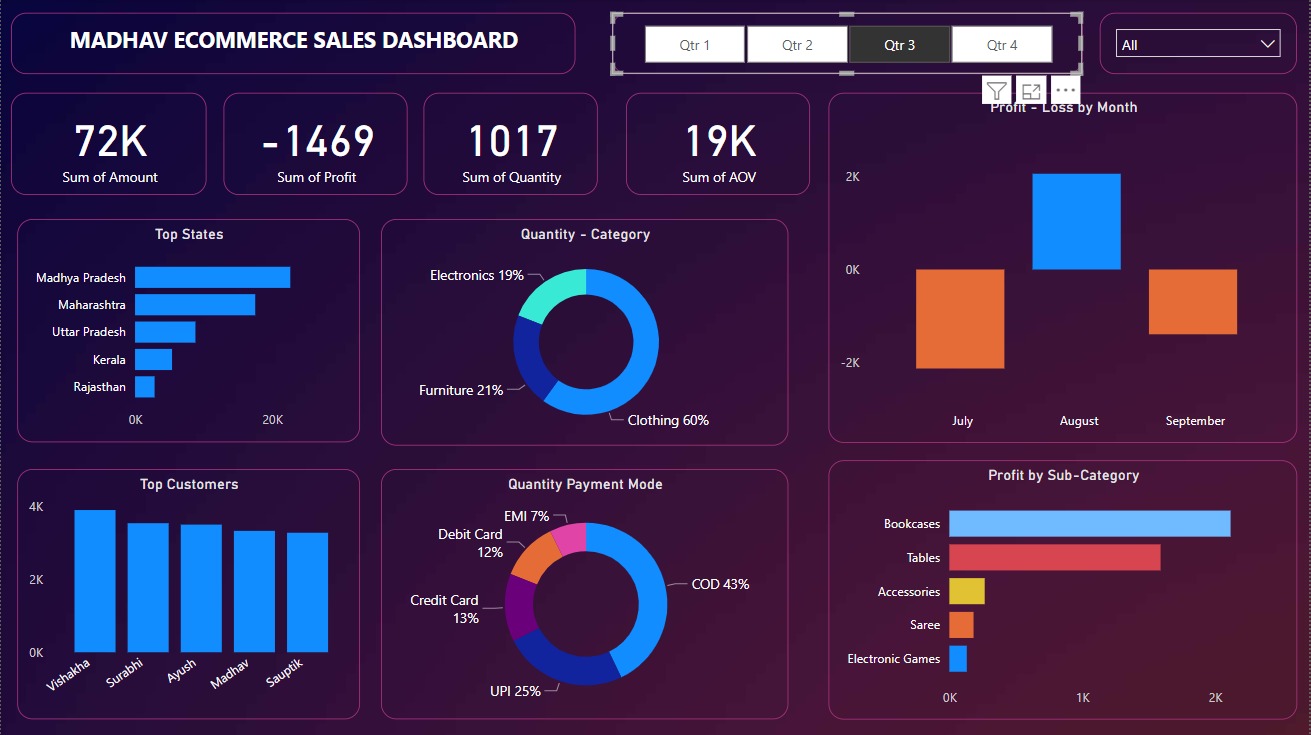 MADHAV ECOMMERCE SALES DASHBOARD
Qtr 1
Qtr 2
Qtr 3
Qtr 4
All
72K
Sum of Amount
-1469
Sum of Profit
1017
Sum of Quantity
19K
Sum of AOV
Profit - Loss by Month
2K
0K
-2K
July
August
September
Top States
Madhya Pradesh
Maharashtra
Uttar Pradesh
Kerala
Rajasthan
0K
20K
Quantity - Category
Electronics 19%
Furniture 21%
Clothing 60%
Top Customers
4K
2K
0K
Vishakha
Surabhi
Ayush
Madhav
Sauptik
Quantity Payment Mode
EMI 7%
Debit Card
12%
Credit Card
13%
UPI 25%
COD 43%
Profit by Sub-Category
Bookcases
Tables
Accessories
Saree
Electronic Games
0K
1K
2K